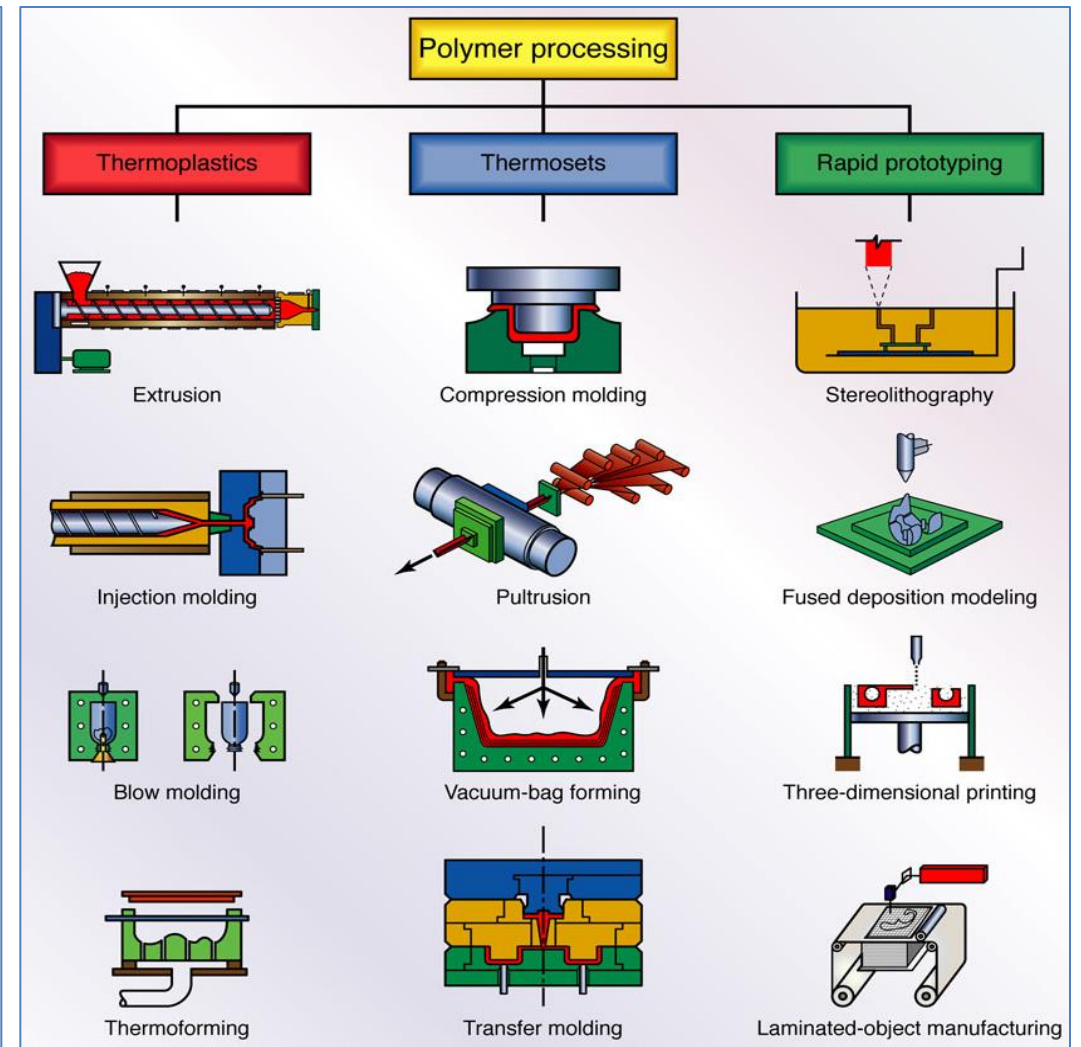 Polymer processing
Thermoplastics
Thermosets
Rapid prototyping
Extrusion
Compression molding
Stereolithography
Injection molding
Pultrusion
Fused deposition modeling
Blow molding
Vacuum-bag forming
Three-dimensional printing
Thermoforming
Transfer molding
Laminated-object manufacturing